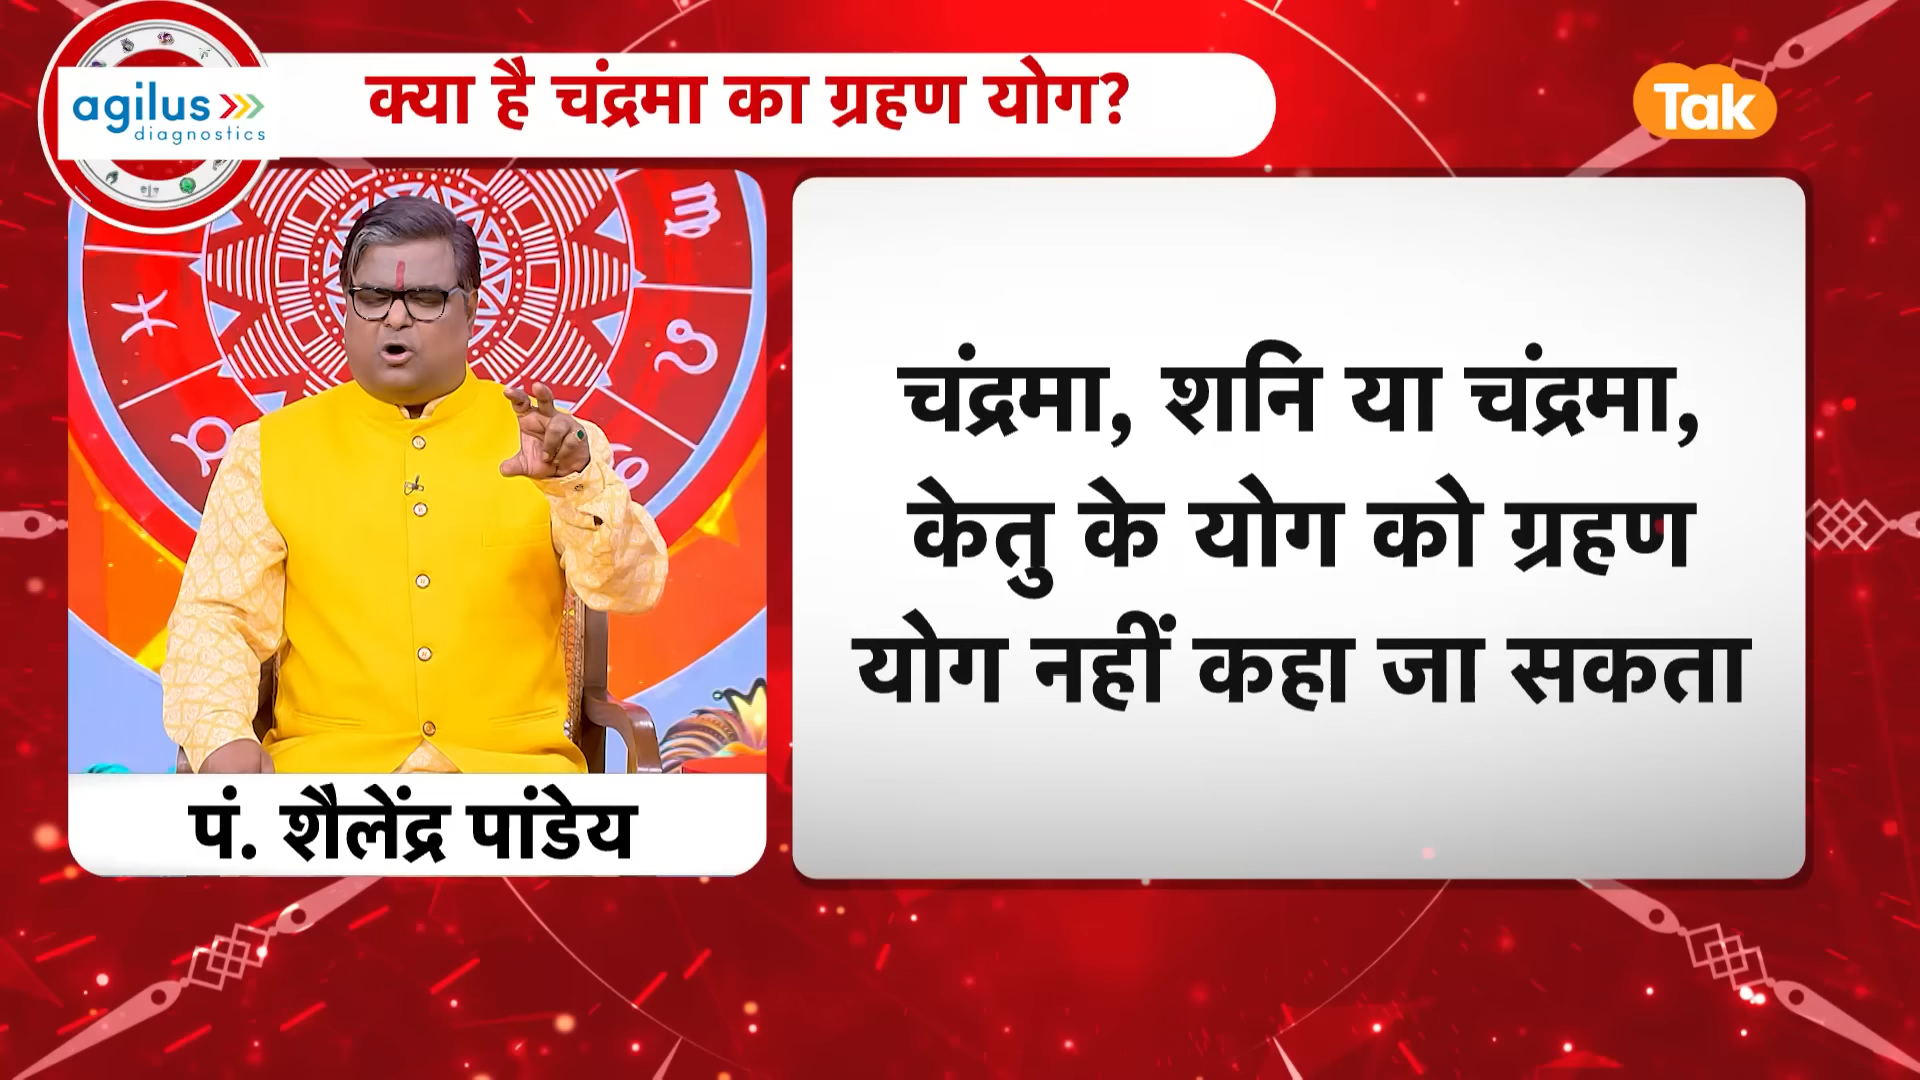 agilus
diagnostics
क्या है चंद्रमा का ग्रहण योग?
Tak
चंद्रमा, शनि या चंद्रमा,
केतु के योग को ग्रहण
योग नहीं कहा जा सकता
पं. शैलेंद्र पांडेय